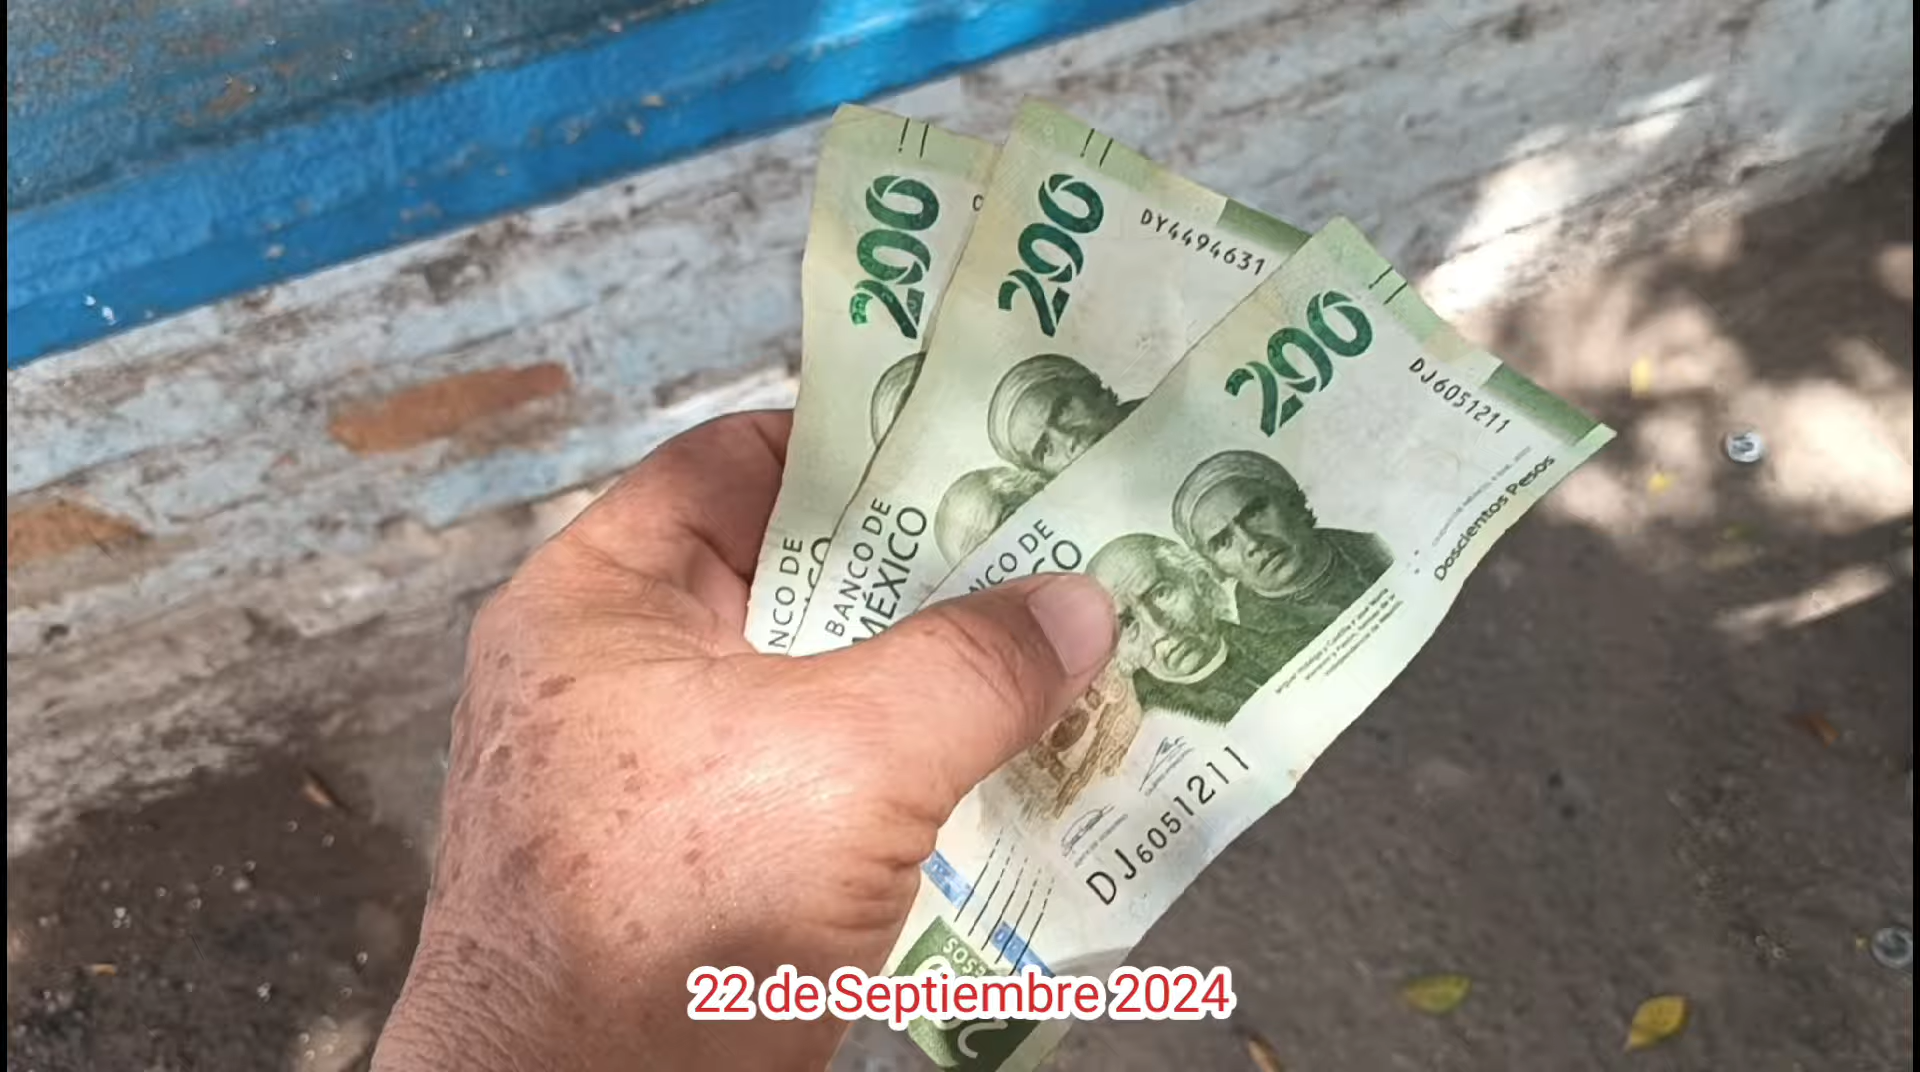 200
200
DY4494631
200
DJ6051211
Doscientos Pesos
NCO DE
BANCO DE
MÉXICO
NCO DE
CO
DJ6051211
22 de Septiembre 2024